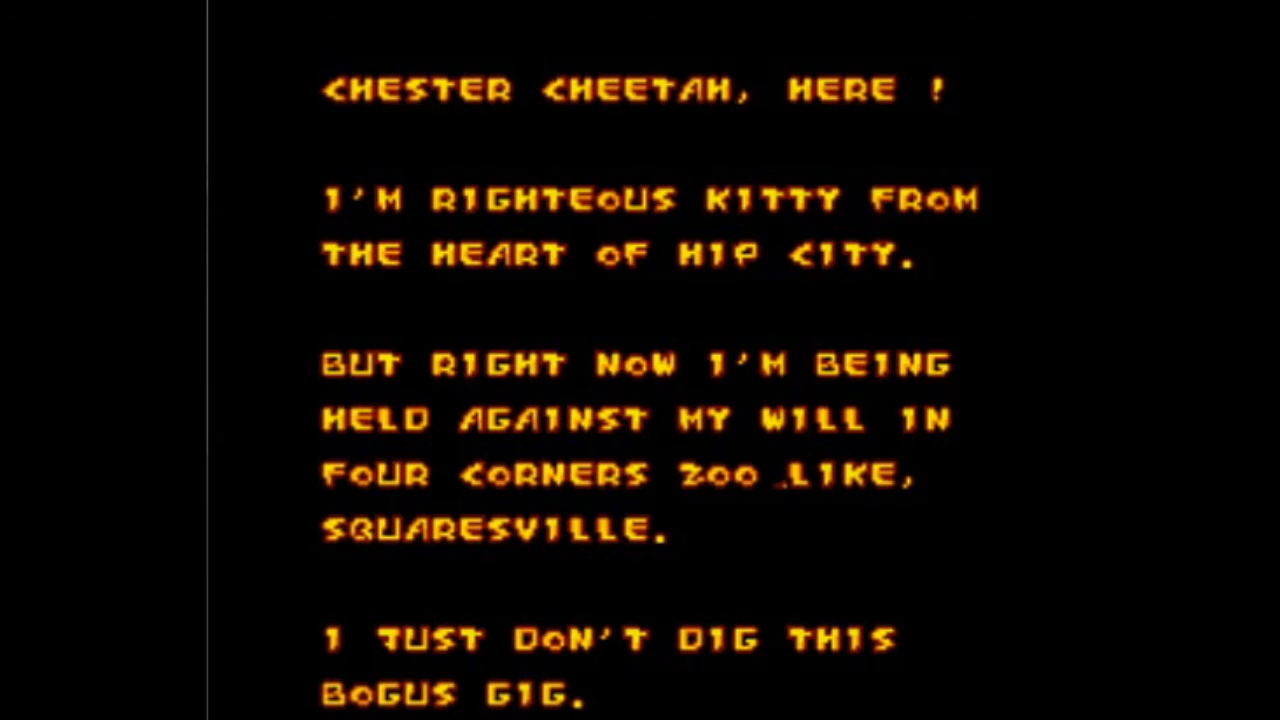 CHESTER CHEETAH, HERE !
I'M RIGHTEOUS KITTY FROM
THE HEART OF HIP CITY.
BUT RIGHT NOW I'M BEING
HELD AGAINST MY WILL IN
FOUR CORNERS ZOO LIKE,
SQUARESVILLE.
I JUST DON'T DIG THIS
BOGUS GIG.